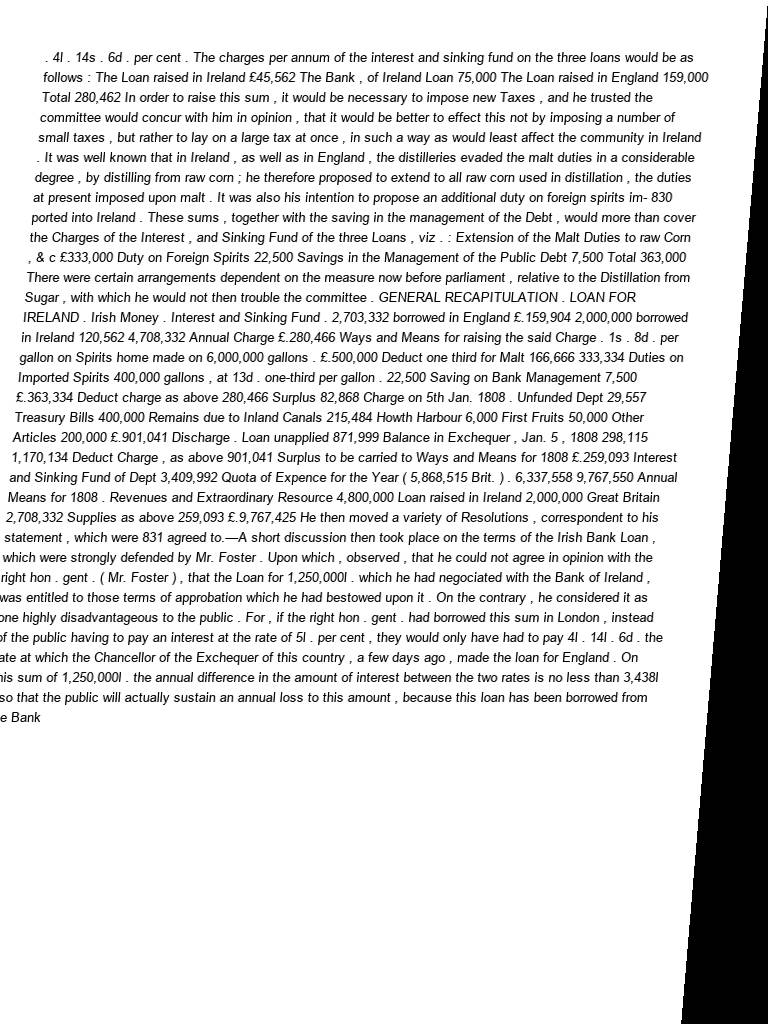 . 4l . 14s . 6d . per cent . The charges per annum of the interest and sinking fund on the three loans would be as
follows : The Loan raised in Ireland £45,562 The Bank , of Ireland Loan 75,000 The Loan raised in England 159,000
Total 280,462 In order to raise this sum , it would be necessary to impose new Taxes , and he trusted the
committee would concur with him in opinion , that it would be better to effect this not by imposing a number of
small taxes , but rather to lay on a large tax at once , in such a way as would least affect the community in Ireland
. It was well known that in Ireland , as well as in England , the distilleries evaded the malt duties in a considerable
degree , by distilling from raw corn ; he therefore proposed to extend to all raw corn used in distillation , the duties
at present imposed upon malt . It was also his intention to propose an additional duty on foreign spirits im- 830
ported into Ireland . These sums , together with the saving in the management of the Debt , would more than cover
the Charges of the Interest , and Sinking Fund of the three Loans , viz . : Extension of the Malt Duties to raw Corn
, & c £333,000 Duty on Foreign Spirits 22,500 Savings in the Management of the Public Debt 7,500 Total 363,000
There were certain arrangements dependent on the measure now before parliament , relative to the Distillation from
Sugar , with which he would not then trouble the committee . GENERAL RECAPITULATION . LOAN FOR
IRELAND . Irish Money . Interest and Sinking Fund . 2,703,332 borrowed in England £.159,904 2,000,000 borrowed
in Ireland 120,562 4,708,332 Annual Charge £.280,466 Ways and Means for raising the said Charge . 1s . 8d . per
gallon on Spirits home made on 6,000,000 gallons . £.500,000 Deduct one third for Malt 166,666 333,334 Duties on
Imported Spirits 400,000 gallons , at 13d . one-third per gallon . 22,500 Saving on Bank Management 7,500
£.363,334 Deduct charge as above 280,466 Surplus 82,868 Charge on 5th Jan. 1808 . Unfunded Dept 29,557
Treasury Bills 400,000 Remains due to Inland Canals 215,484 Howth Harbour 6,000 First Fruits 50,000 Other
Articles 200,000 £.901,041 Discharge . Loan unapplied 871,999 Balance in Exchequer , Jan. 5 , 1808 298,115
1,170,134 Deduct Charge , as above 901,041 Surplus to be carried to Ways and Means for 1808 £.259,093 Interest
and Sinking Fund of Dept 3,409,992 Quota of Expence for the Year ( 5,868,515 Brit. ) . 6,337,558 9,767,550 Annual
Means for 1808 . Revenues and Extraordinary Resource 4,800,000 Loan raised in Ireland 2,000,000 Great Britain
2,708,332 Supplies as above 259,093 £.9,767,425 He then moved a variety of Resolutions , correspondent to his
statement , which were 831 agreed to.—A short discussion then took place on the terms of the Irish Bank Loan ,
which were strongly defended by Mr. Foster . Upon which , observed , that he could not agree in opinion with the
right hon . gent . ( Mr. Foster ) , that the Loan for 1,250,000l . which he had negociated with the Bank of Ireland ,
was entitled to those terms of approbation which he had bestowed upon it . On the contrary , he considered it as
one highly disadvantageous to the public . For , if the right hon . gent . had borrowed this sum in London , instead
of the public having to pay an interest at the rate of 5l . per cent , they would only have had to pay 4l . 14l . 6d . the
ate at which the Chancellor of the Exchequer of this country , a few days ago , made the loan for England . On
his sum of 1,250,000l . the annual difference in the amount of interest between the two rates is no less than 3,438l
so that the public will actually sustain an annual loss to this amount , because this loan has been borrowed from
e Bank